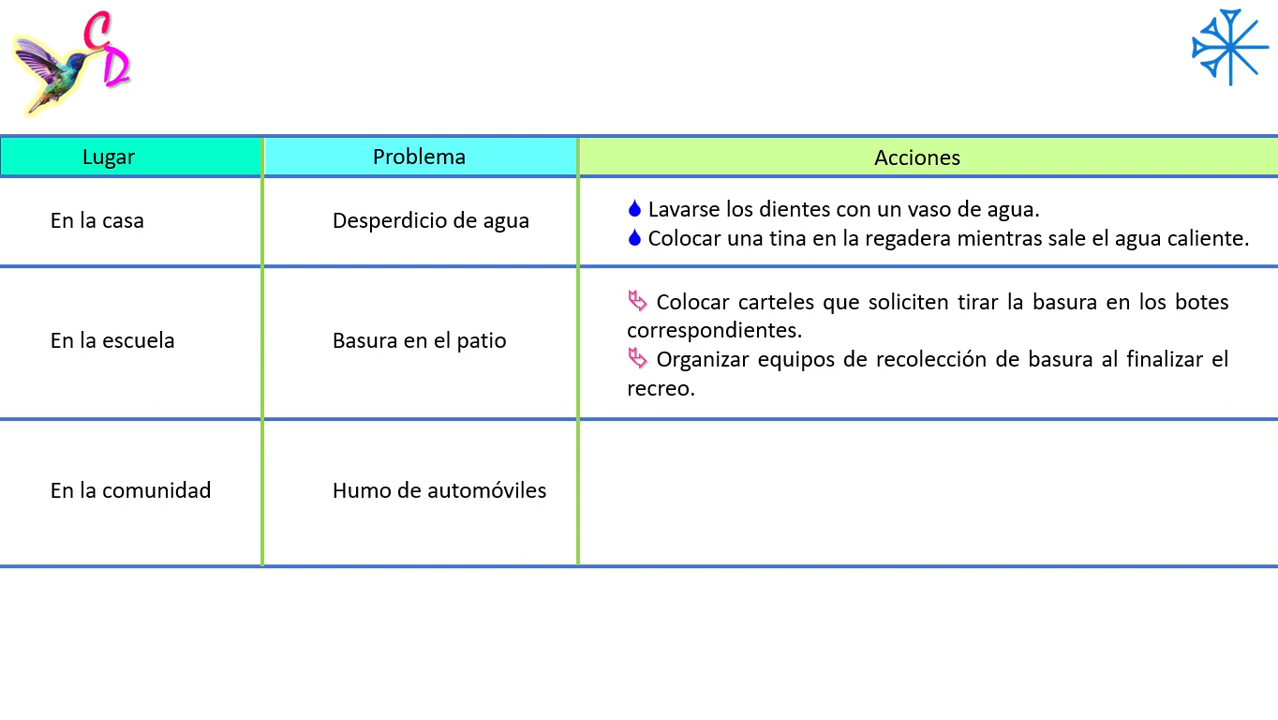 C
D
Lugar
Problema
Acciones
En la casa
Desperdicio de agua
Lavarse los dientes con un vaso de agua.
Colocar una tina en la regadera mientras sale el agua caliente.
En la escuela
Basura en el patio
Colocar carteles que soliciten tirar la basura en los botes
correspondientes.
Organizar equipos de recolección de basura al finalizar el
recreo.
En la comunidad
Humo de automóviles